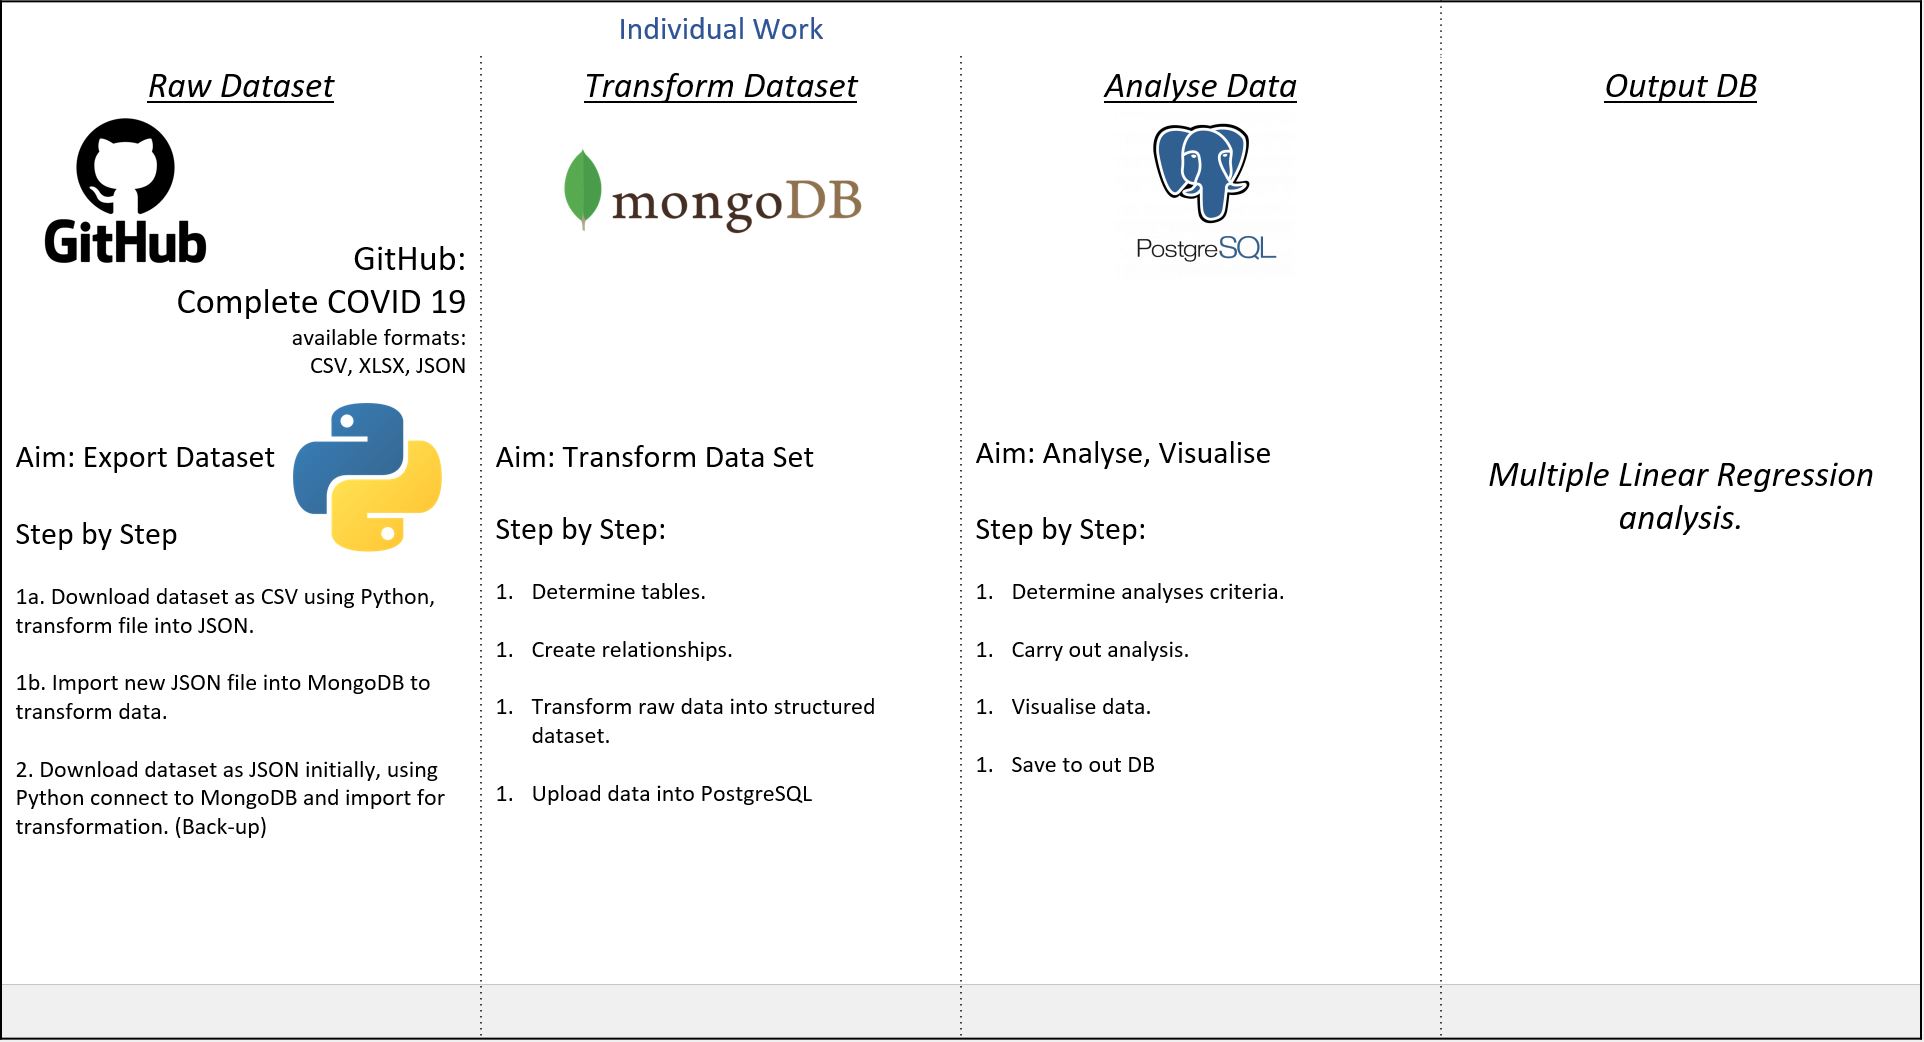 Individual Work
Raw Dataset
GitHub
GitHub:
Complete COVID 19
available formats:
CSV, XLSX, JSON
Aim: Export Dataset
Step by Step
1a. Download dataset as CSV using Python,
transform file into JSON.
1b. Import new JSON file into MongoDB to
transform data.
2. Download dataset as JSON initially, using
Python connect to MongoDB and import for
transformation. (Back-up)
Transform Dataset
mongoDB
Aim: Transform Data Set
Step by Step:
1. Determine tables.
1. Create relationships.
1. Transform raw data into structured
dataset.
1. Upload data into PostgreSQL
Analyse Data
PostgreSQL
Aim: Analyse, Visualise
Step by Step:
1. Determine analyses criteria.
1. Carry out analysis.
1. Visualise data.
1. Save to out DB
Output DB
Multiple Linear Regression
analysis.